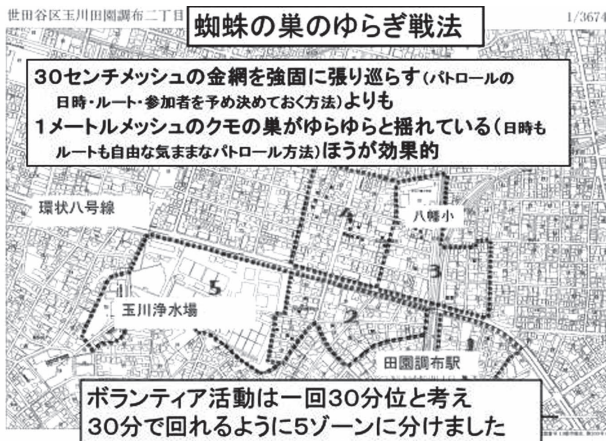 世田谷区玉川田園調布二丁目
1/3674
蜘蛛の巣のゆらぎ戦法
30センチメッシュの金網を強固に張り巡らす(パトロールの
日時・ルート・参加者を予め決めておく方法)よりも
1メートルメッシュのクモの巣がゆらゆらと揺れている(日時も
ルートも自由な気ままなパトロール方法)ほうが効果的
環状八号線
八幡小
4
3
5
玉川浄水場
2
1
田園調布駅
ボランティア活動は一回30分位と考え
30分で回れるように5ゾーンに分けました